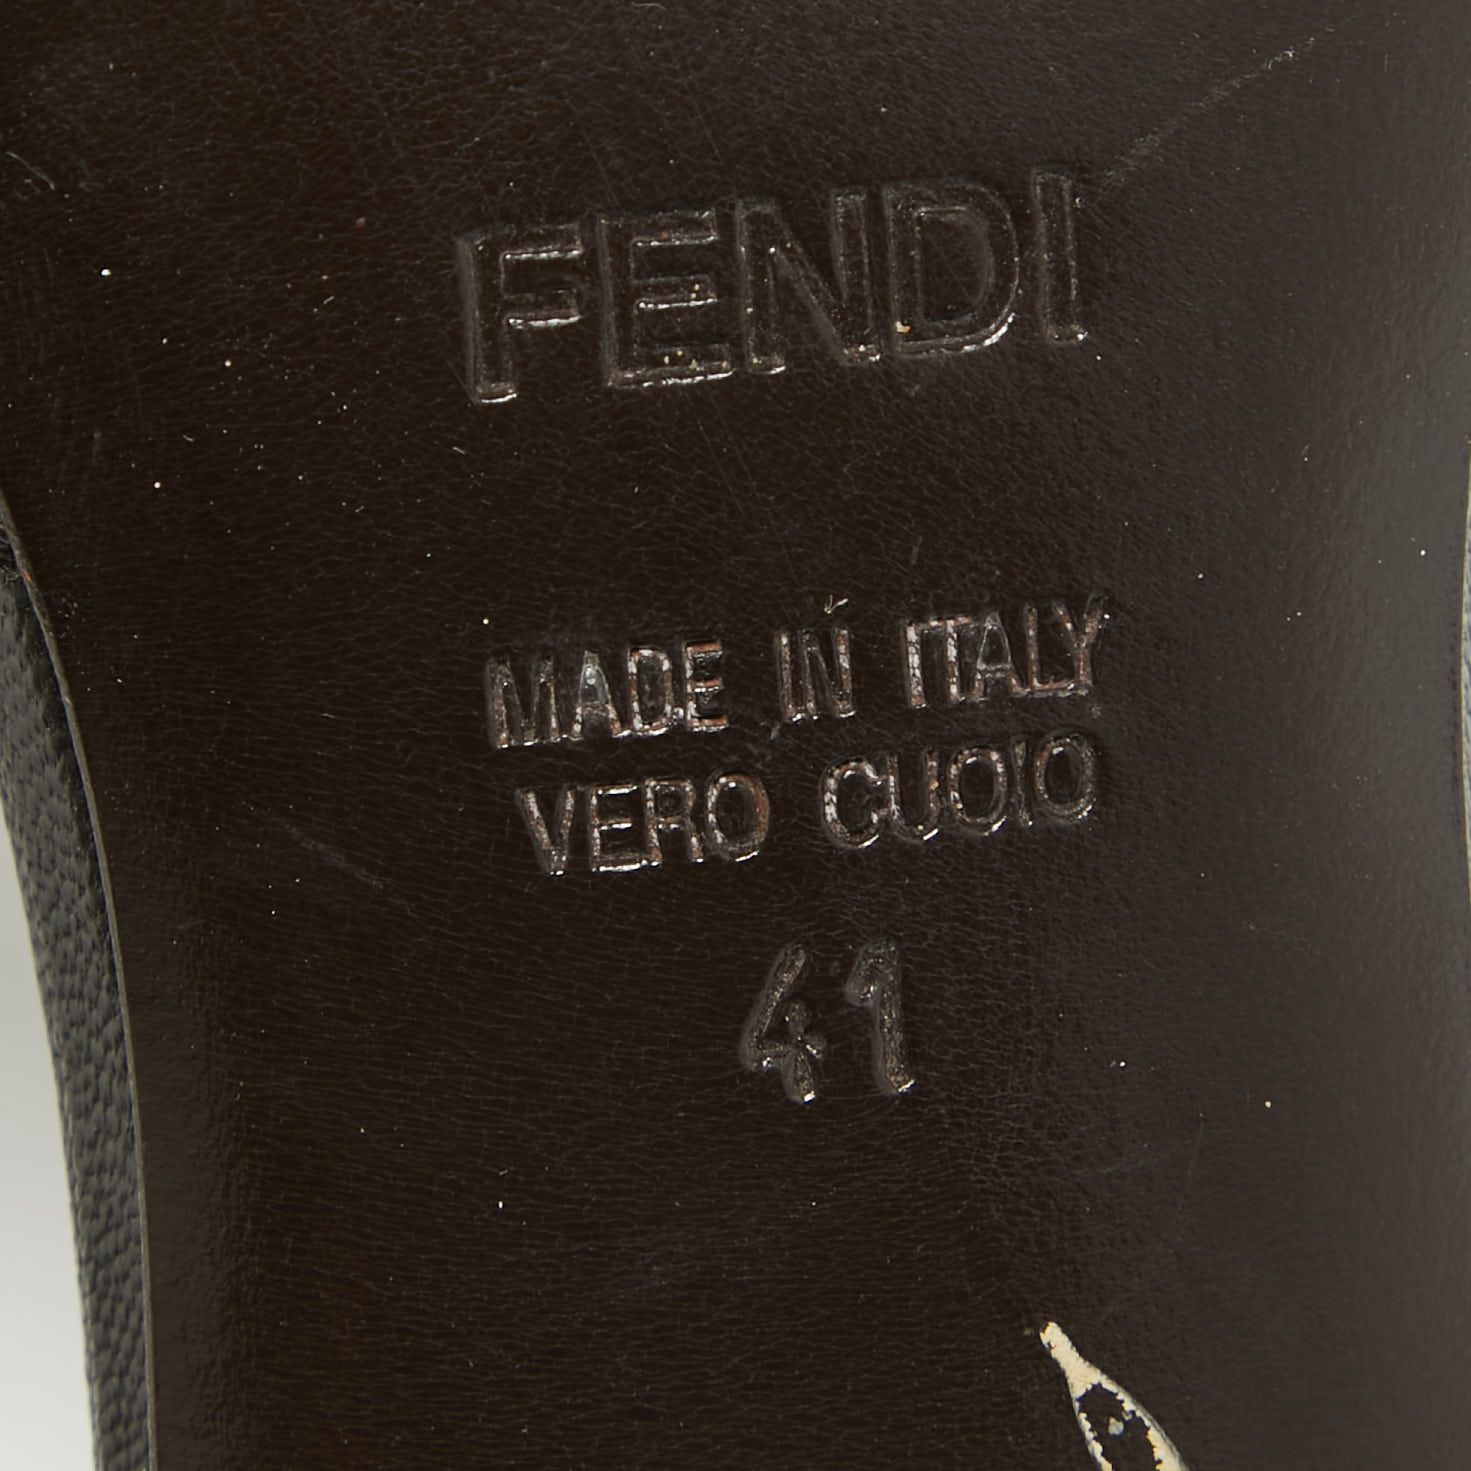 FENDI
MADE IN ITALY
VERO CUOIO
41